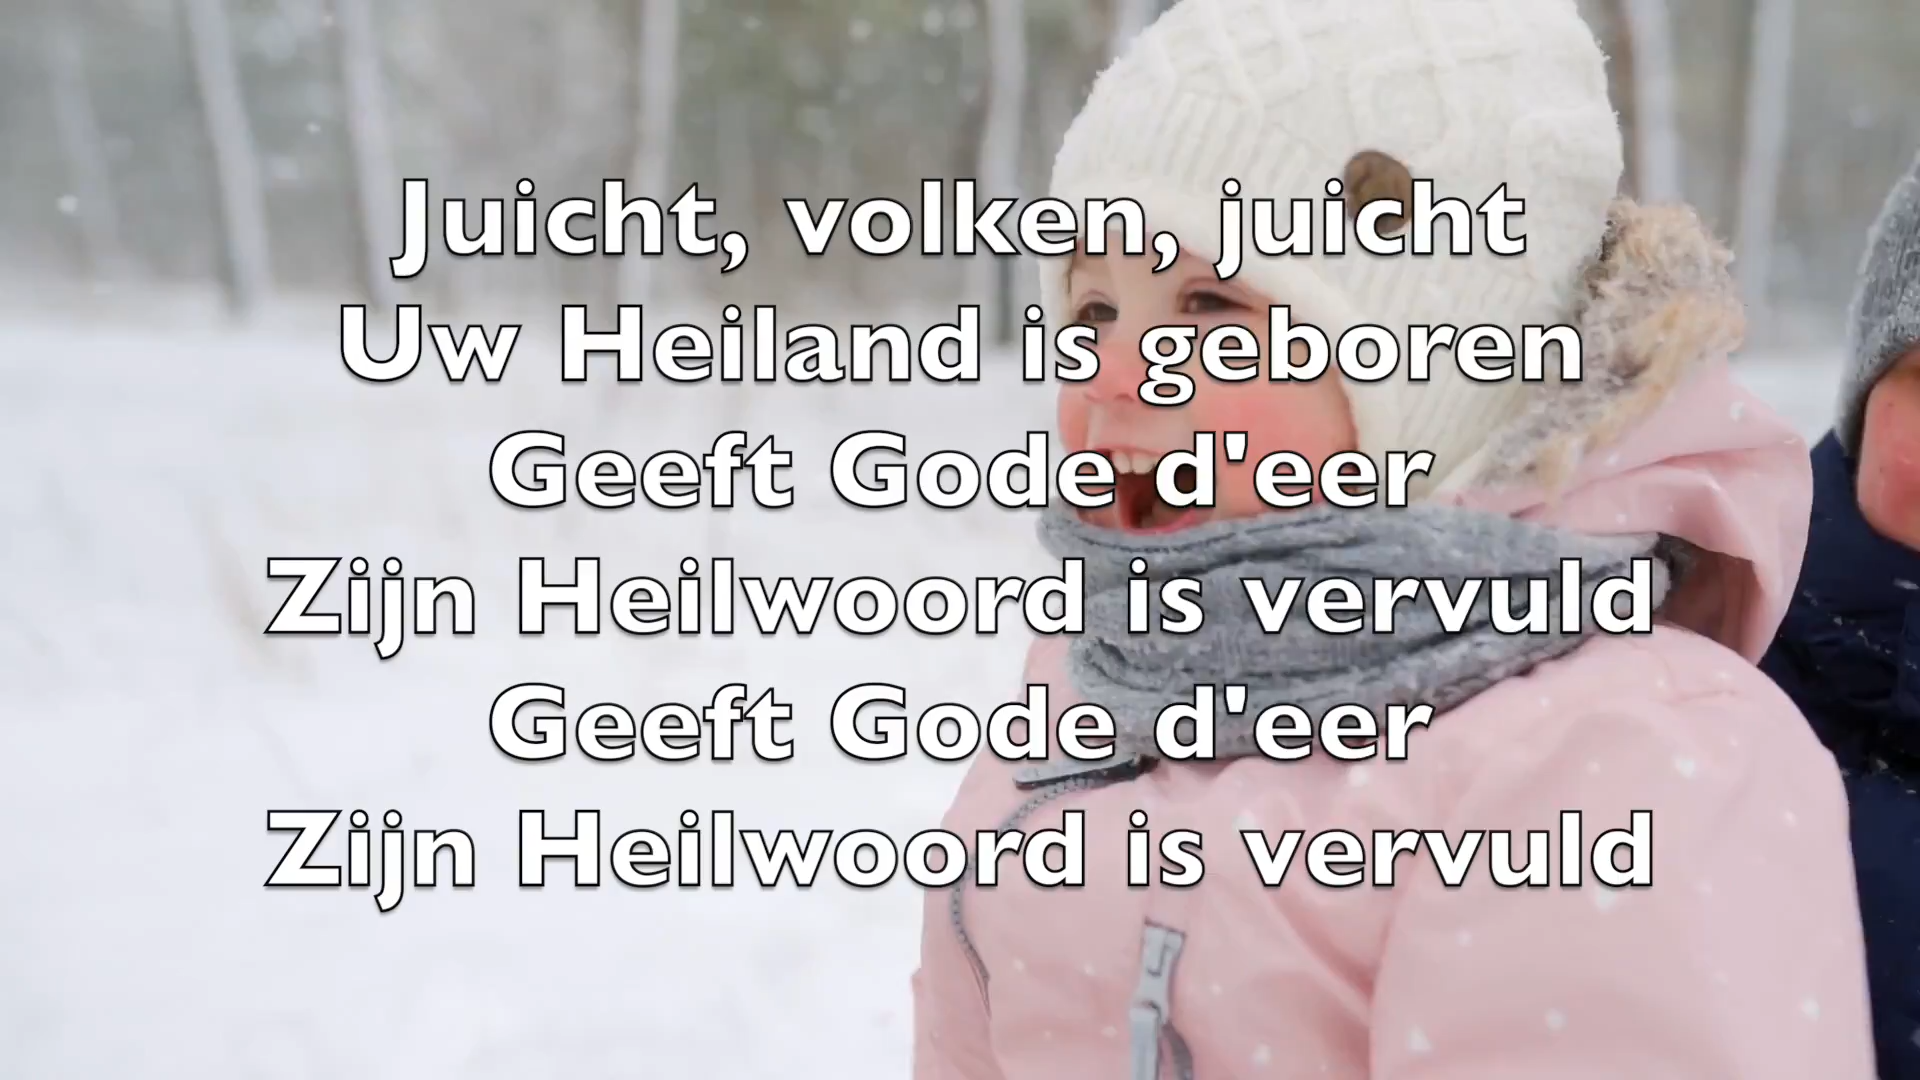 Juicht, volken, juicht
Uw Heiland is geboren
Geeft Gode d'eer
Zijn Heilwoord is vervuld
Geeft Gode d'eer
Zijn Heilwoord is vervuld